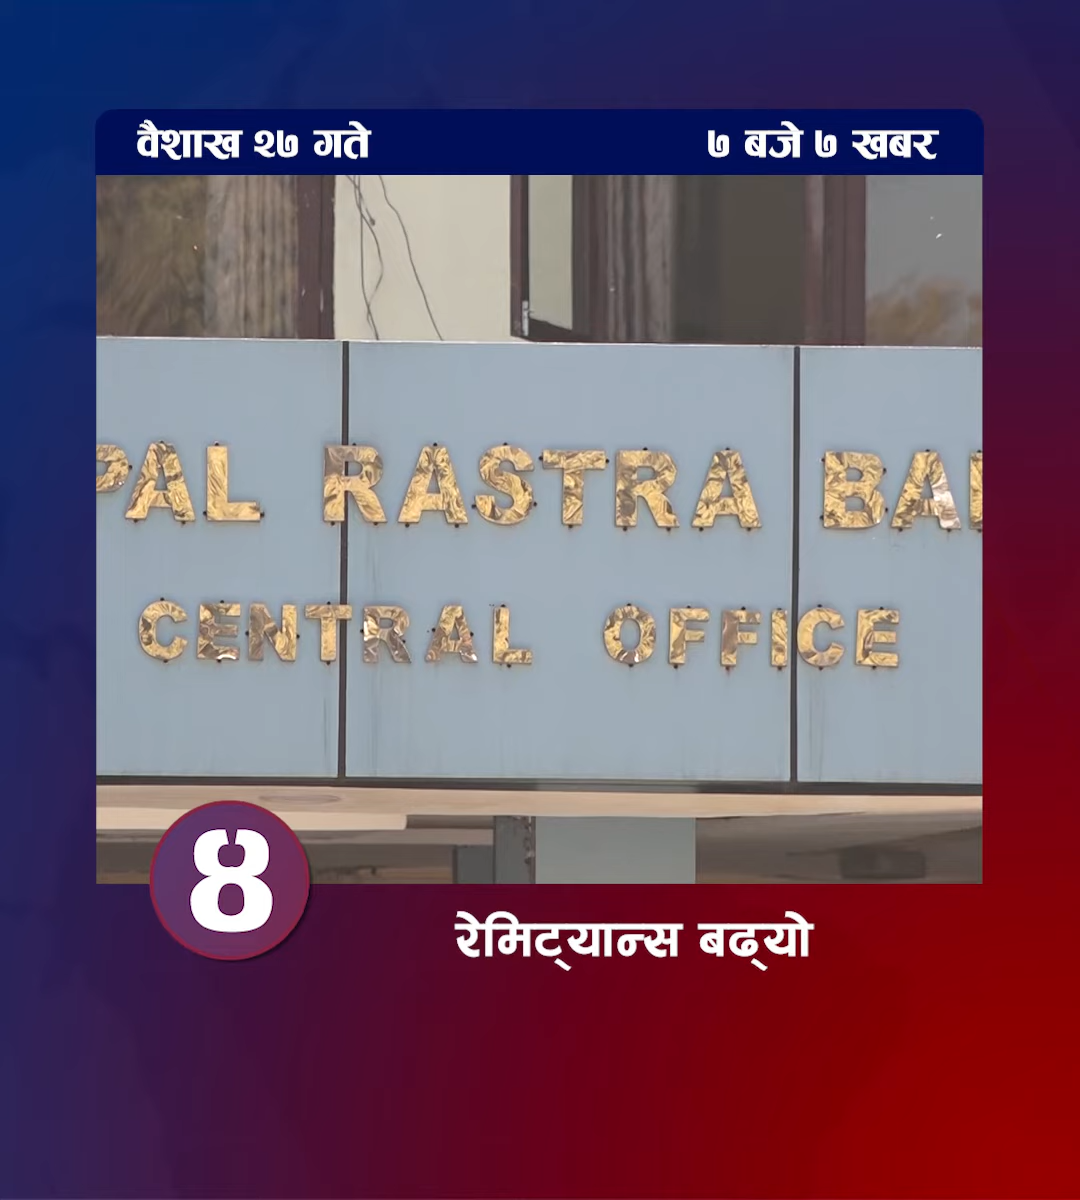 वैशाख २७ गते
७ बजे ७ खबर
PAL RASTRA BA
CENTRAL OFFICE
४
रेमिट्यान्स बढ्यो